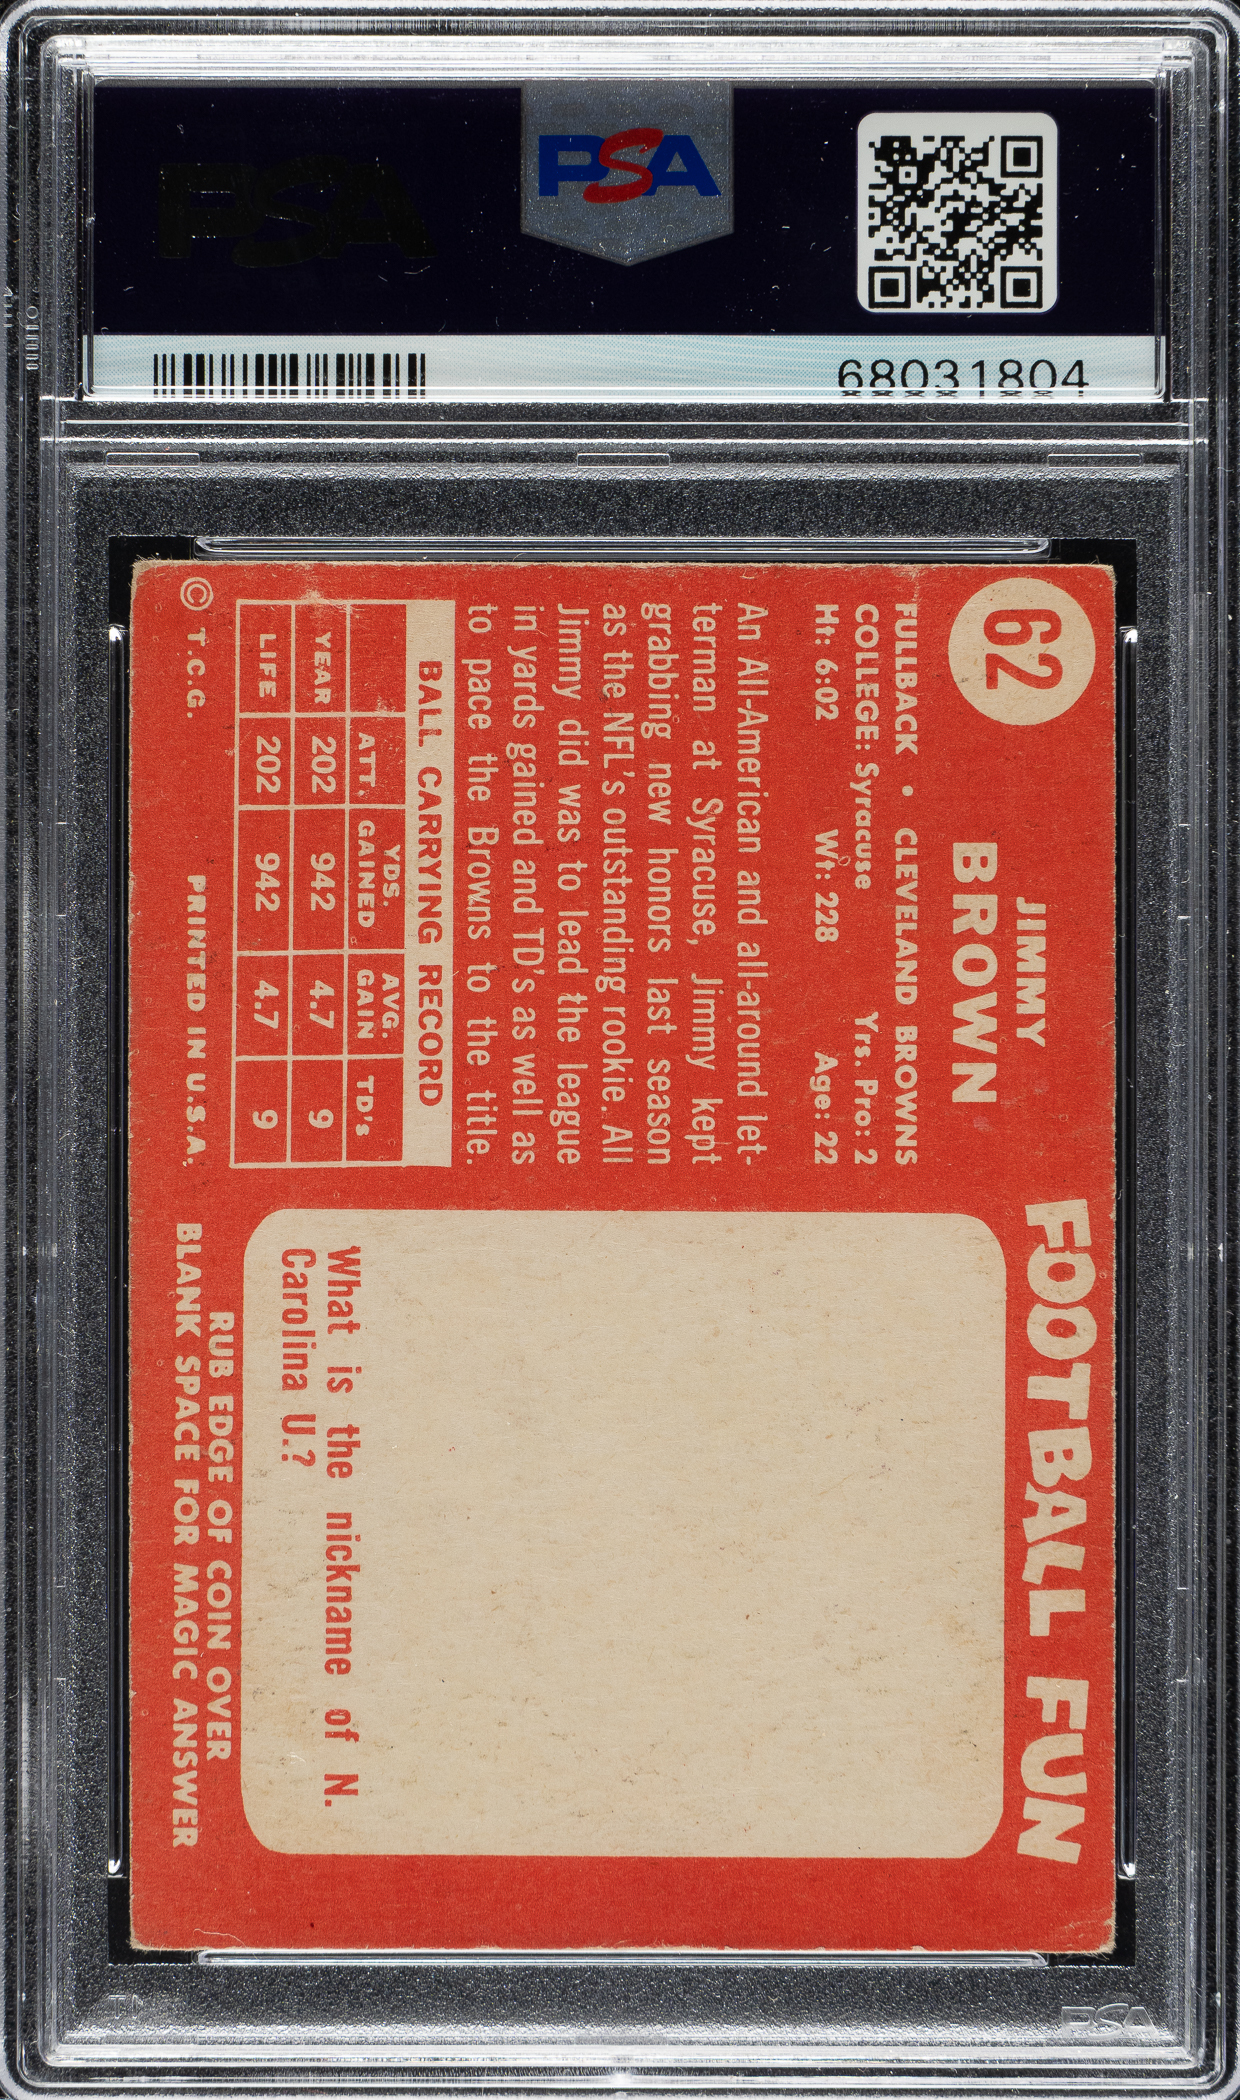 PSA
PSA
68031804
62
JIMMY
BROWN
FULLBACK • CLEVELAND BROWNS
COLLEGE: Syracuse Yrs. Pro: 2
Ht: 6:02 Wt: 228 Age: 22
An All-American and all-around let-
terman at Syracuse, Jimmy kept
grabbing new honors last season
as the NFL's outstanding rookie. All
Jimmy did was to lead the league
in yards gained and TD's as well as
to pace the Browns to the title.
BALL CARRYING RECORD
ATT. YDS. GAINED AVG. GAIN TD's
YEAR 202 942 4.7 9
LIFE 202 942 4.7 9
© T.C.G. PRINTED IN U.S.A.
FOOTBALL FUN
What is the nickname of N.
Carolina U.?
RUB EDGE OF COIN OVER
BLANK SPACE FOR MAGIC ANSWER
PSA